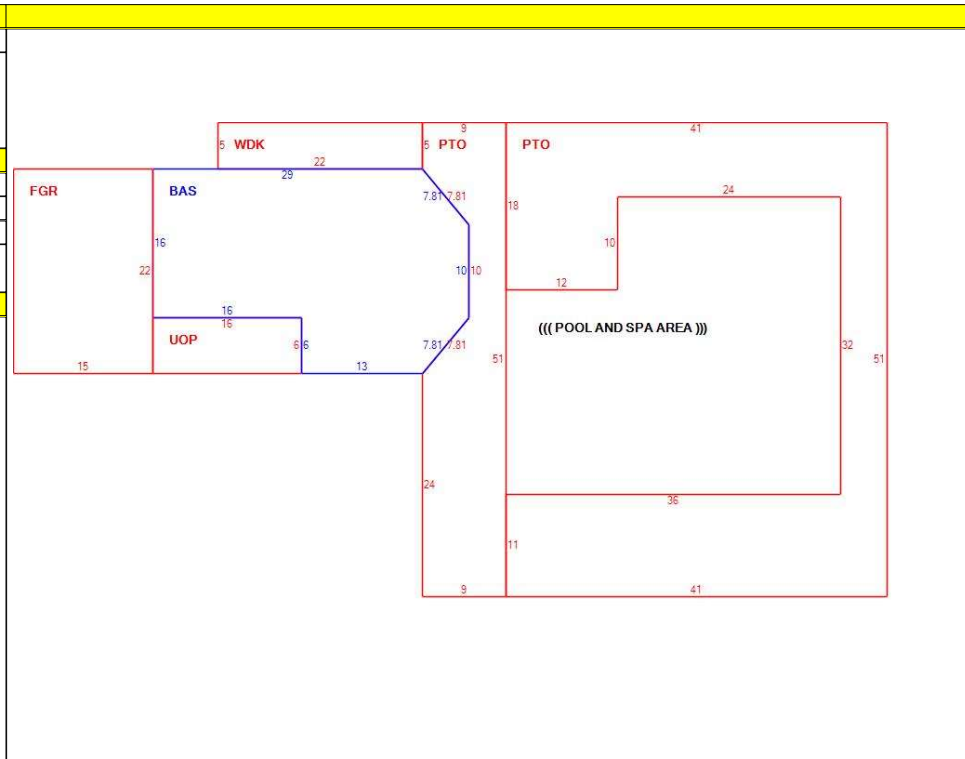 9 41
5 WDK 5 PTO PTO
22
29
FGR BAS 7.81 7.81 24
18
16 10
22 10 10
12
16
16 ((( POOL AND SPA AREA )))
UOP 6 6 7.81 7.81 32
51 51
15 13
24
36
11
9 41